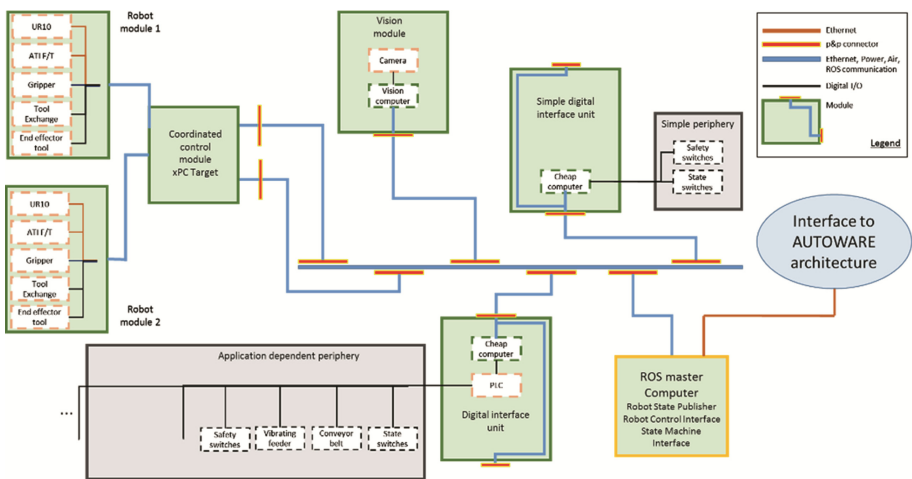 Robot
module 1
UR10
ATI F/T
Gripper
Tool
Exchange
End effector
tool
Coordinated
control
module
xPC Target
Vision
module
Camera
Vision
computer
Simple digital
interface unit
Cheap
computer
Simple periphery
Safety
switches
State
switches
Ethernet
p&p connector
Ethernet, Power, Air,
ROS communication
Digital I/O
Module
Legend
UR10
ATI F/T
Gripper
Tool
Exchange
End effector
tool
Robot
module 2
Interface to
AUTOWARE
architecture
Application dependent periphery
...
Safety
switches
Vibrating
feeder
Conveyor
belt
State
switches
Cheap
computer
PLC
Digital interface
unit
ROS master
Computer
Robot State Publisher
Robot Control Interface
State Machine
Interface